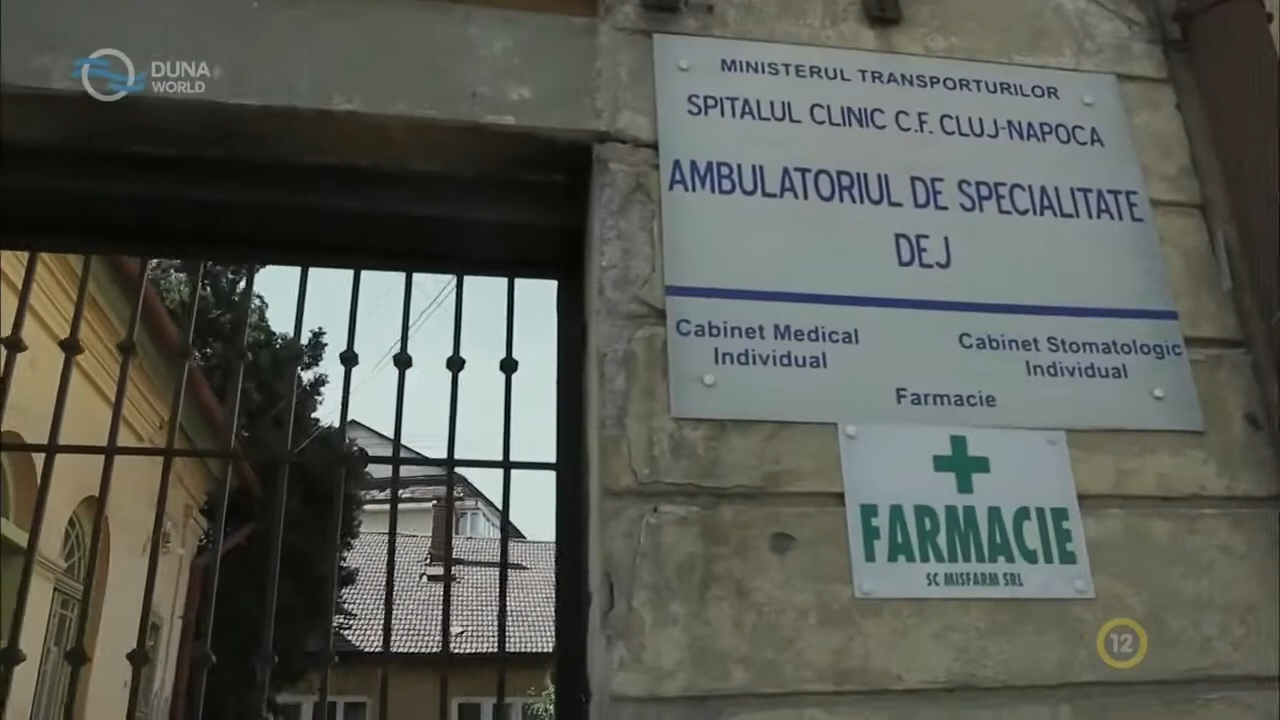 DUNA
WORLD
MINISTERUL TRANSPORTURILOR
SPITALUL CLINIC C.F. CLUJ-NAPOCA
AMBULATORIUL DE SPECIALITATE
DEJ
Cabinet Medical
Individual
Cabinet Stomatologic
Individual
Farmacie
FARMACIE
SC MISFARM SRL
12